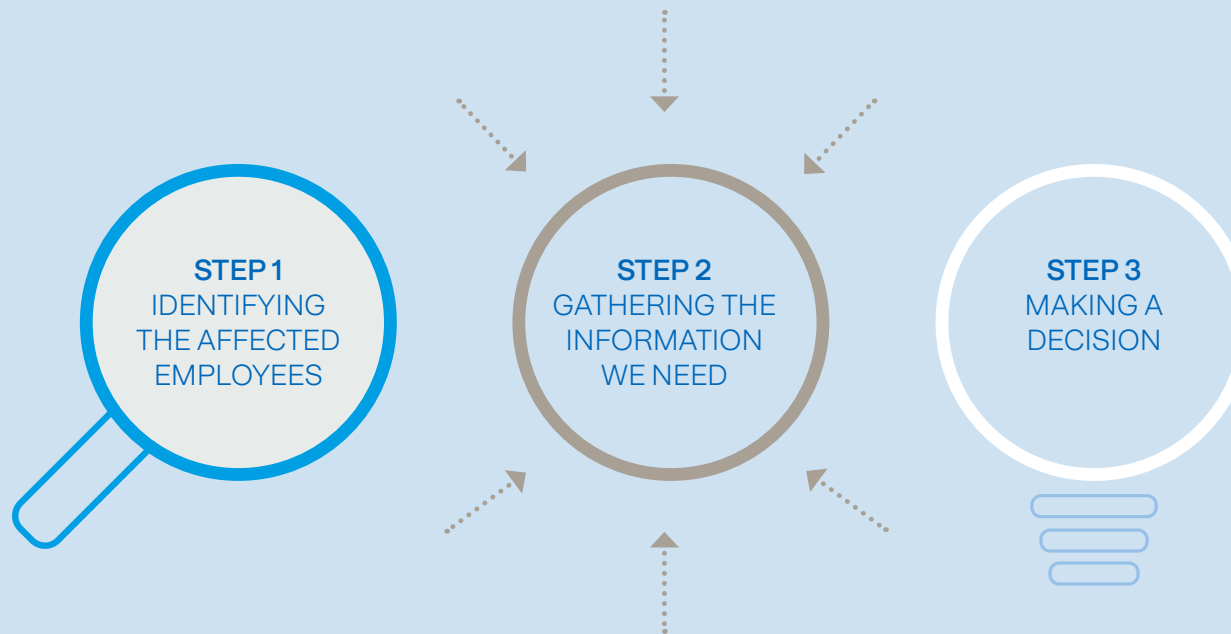 STEP 1
IDENTIFYING
THE AFFECTED
EMPLOYEES
STEP 2
GATHERING THE
INFORMATION
WE NEED
STEP 3
MAKING A
DECISION